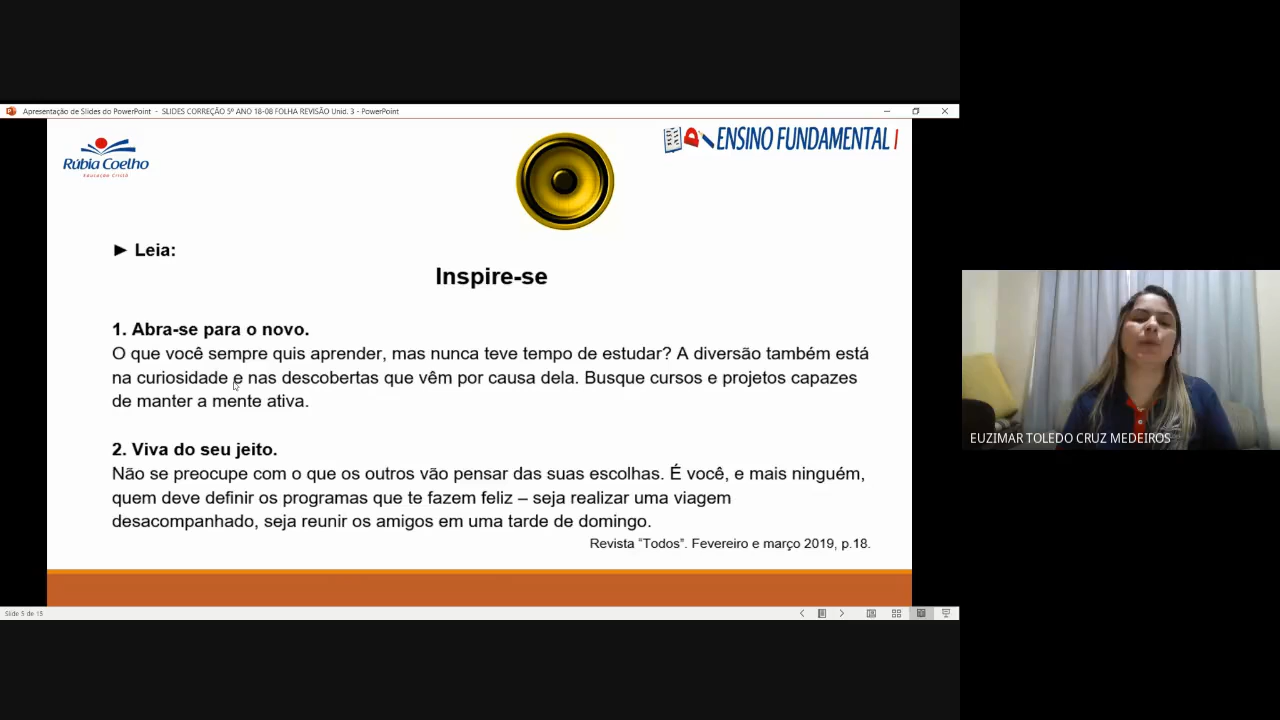 Apresentação de Slides do PowerPoint - SLIDES CORREÇÃO 5º ANO 18-08 FOLHA REVISÃO Unid. 3 - PowerPoint
Rúbia Coelho
Educação Cristã
ENSINO FUNDAMENTAL I
► Leia:
Inspire-se
1. Abra-se para o novo.
O que você sempre quis aprender, mas nunca teve tempo de estudar? A diversão também está
na curiosidade e nas descobertas que vêm por causa dela. Busque cursos e projetos capazes
de manter a mente ativa.
2. Viva do seu jeito.
Não se preocupe com o que os outros vão pensar das suas escolhas. É você, e mais ninguém,
quem deve definir os programas que te fazem feliz – seja realizar uma viagem
desacompanhado, seja reunir os amigos em uma tarde de domingo.
Revista “Todos”. Fevereiro e março 2019, p.18.
Slide 5 de 15
EUZIMAR TOLEDO CRUZ MEDEIROS